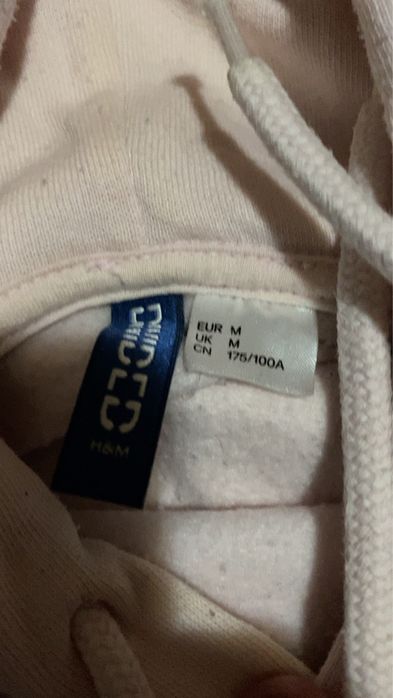 DIVIDED
H&M
EUR M
UK M
CN 175/100A